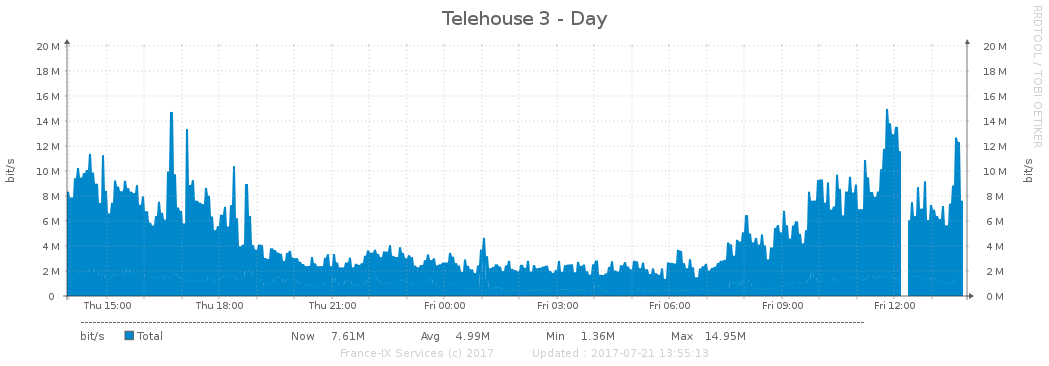 Telehouse 3 - Day
RRDTOOL / TOBI OETIKER
bit/s
bit/s
20 M 20 M
18 M 18 M
16 M 16 M
14 M 14 M
12 M 12 M
10 M 10 M
8 M 8 M
6 M 6 M
4 M 4 M
2 M 2 M
0 0 M
Thu 15:00 Thu 18:00 Thu 21:00 Fri 00:00 Fri 03:00 Fri 06:00 Fri 09:00 Fri 12:00
bit/s Total Now 7.61M Avg 4.99M Min 1.36M Max 14.95M
France-IX Services (c) 2017 Updated : 2017-07-21 13:55:13